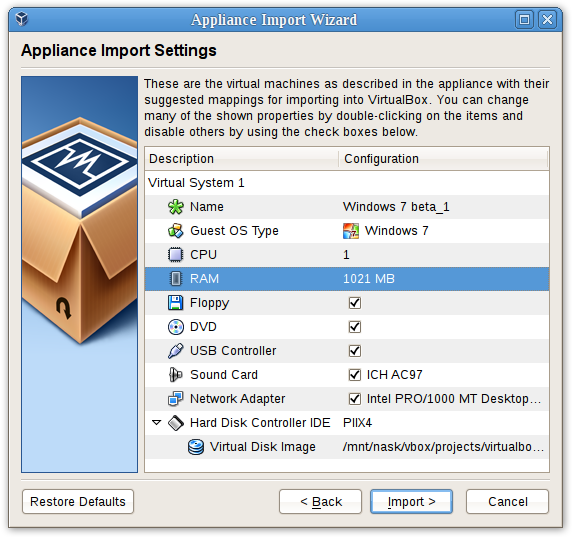 Appliance Import Wizard
Appliance Import Settings
These are the virtual machines as described in the appliance with their
suggested mappings for importing into VirtualBox. You can change
many of the shown properties by double-clicking on the items and
disable others by using the check boxes below.
Description Configuration
Virtual System 1
Name Windows 7 beta_1
Guest OS Type Windows 7
CPU 1
RAM 1021 MB
Floppy
DVD
USB Controller
Sound Card ICH AC97
Network Adapter Intel PRO/1000 MT Desktop...
Hard Disk Controller IDE PIIX4
Virtual Disk Image /mnt/nask/vbox/projects/virtualbo...
Restore Defaults < Back Import > Cancel